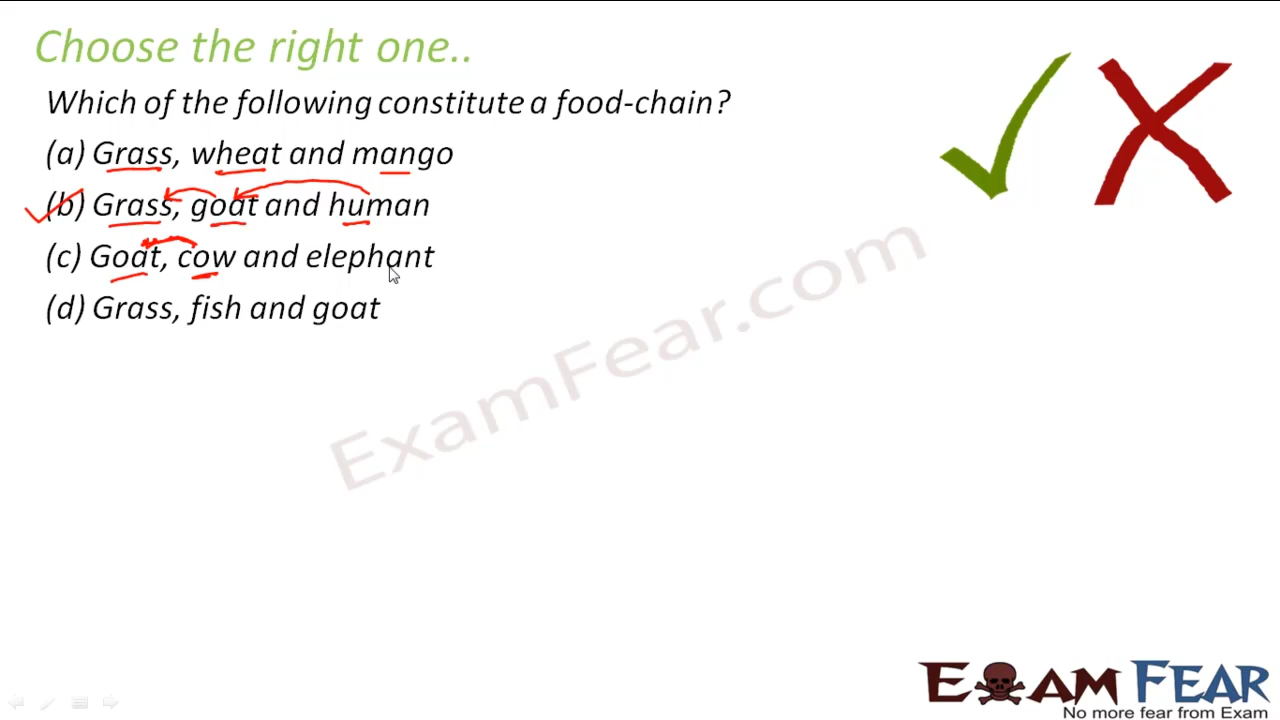 Choose the right one..
Which of the following constitute a food-chain?
(a) Grass, wheat and mango
(b) Grass, goat and human
(c) Goat, cow and elephant
(d) Grass, fish and goat
ExamFear.com
EXAM FEAR
No more fear from Exam